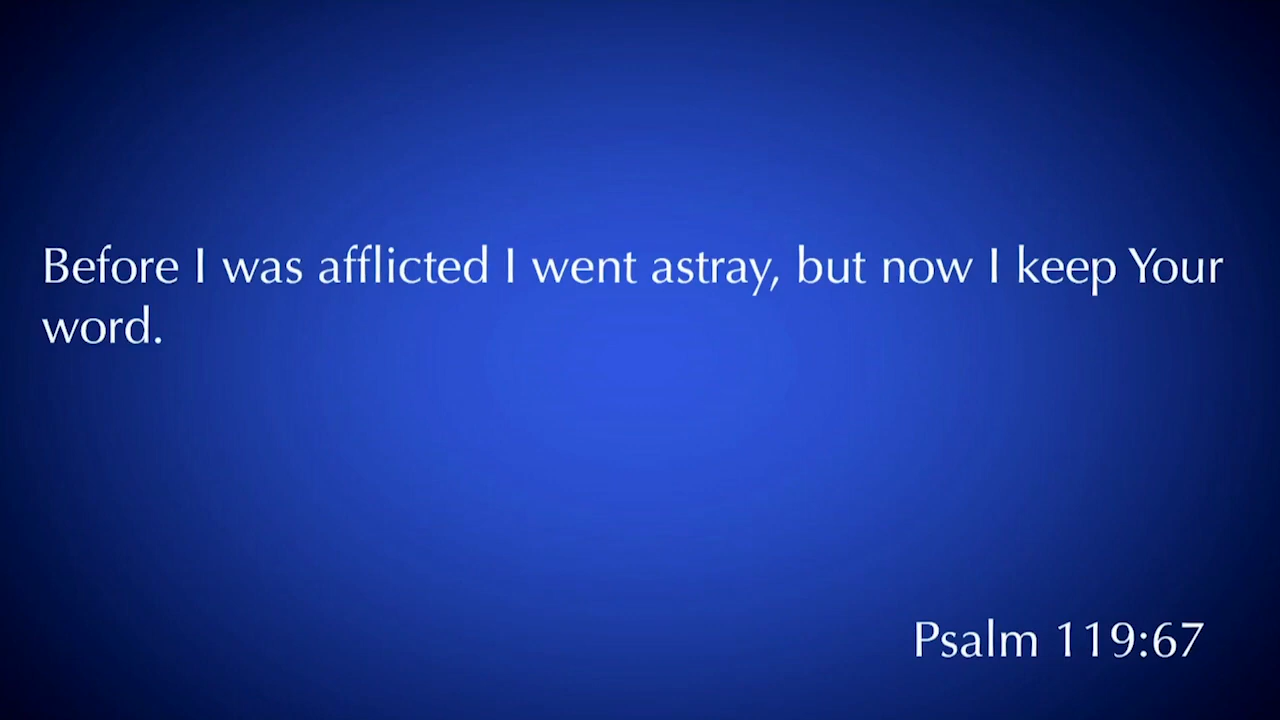 Before I was afflicted I went astray, but now I keep Your
word.
Psalm 119:67